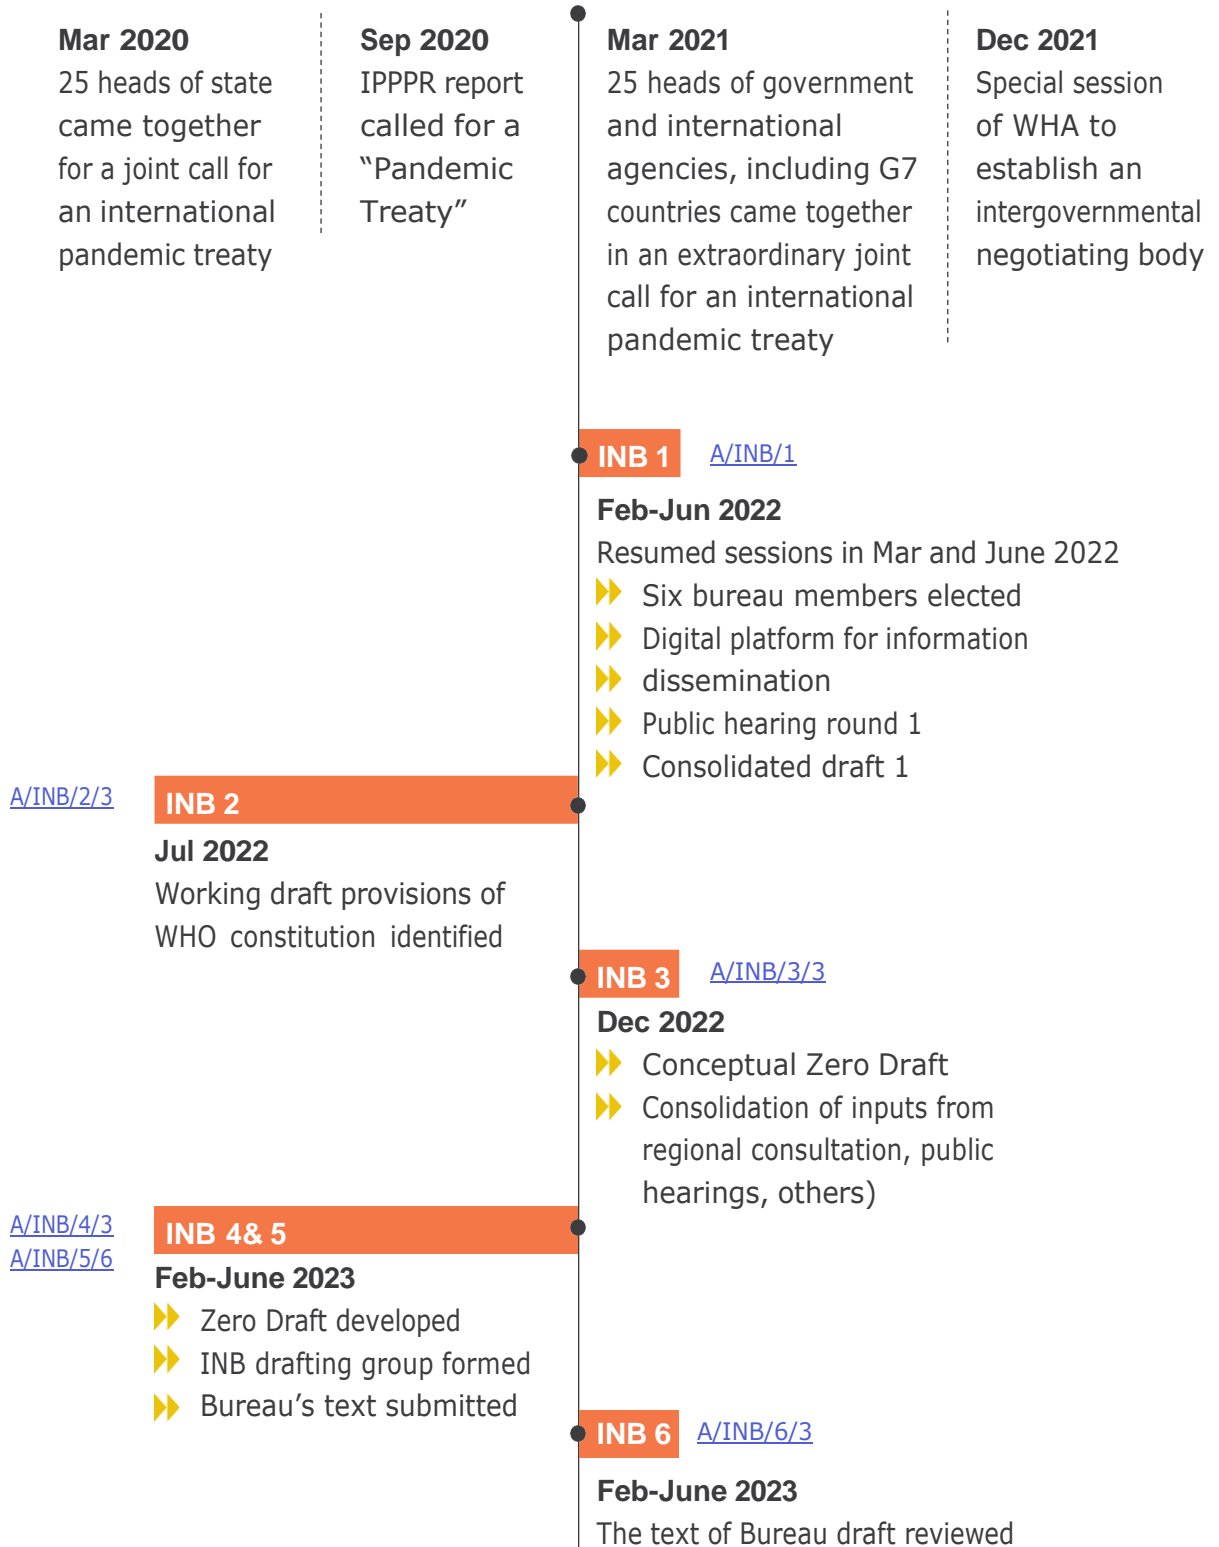 Mar 2020
25 heads of state
came together
for a joint call for
an international
pandemic treaty
Sep 2020
IPPPR report
called for a
“Pandemic
Treaty”
Mar 2021
25 heads of government
and international
agencies, including G7
countries came together
in an extraordinary joint
call for an international
pandemic treaty
Dec 2021
Special session
of WHA to
establish an
intergovernmental
negotiating body
INB 1
A/INB/1
Feb-Jun 2022
Resumed sessions in Mar and June 2022
Six bureau members elected
Digital platform for information
dissemination
Public hearing round 1
Consolidated draft 1
A/INB/2/3
INB 2
Jul 2022
Working draft provisions of
WHO constitution identified
INB 3
A/INB/3/3
Dec 2022
Conceptual Zero Draft
Consolidation of inputs from
regional consultation, public
hearings, others)
A/INB/4/3
A/INB/5/6
INB 4& 5
Feb-June 2023
Zero Draft developed
INB drafting group formed
Bureau’s text submitted
INB 6
A/INB/6/3
Feb-June 2023
The text of Bureau draft reviewed